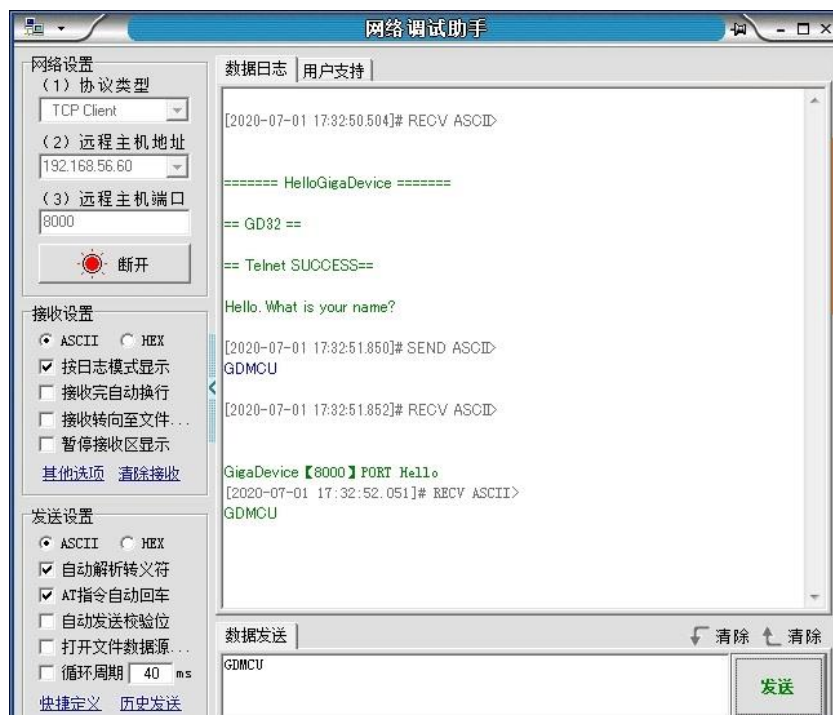 网络调试助手
网络设置
（1）协议类型
TCP Client
（2）远程主机地址
192.168.56.60
（3）远程主机端口
8000
断开
接收设置
ASCII HEX
按日志模式显示
接收完自动换行
接收转向至文件...
暂停接收区显示
其他选项 清除接收
发送设置
ASCII HEX
自动解析转义符
AT指令自动回车
自动发送校验位
打开文件数据源...
循环周期 40 ms
快捷定义 历史发送
数据日志 用户支持
[2020-07-01 17:32:50.504]# RECV ASCII>
======= HelloGigaDevice =======
== GD32 ==
== Telnet SUCCESS==
Hello. What is your name?
[2020-07-01 17:32:51.850]# SEND ASCII>
GDMCU
[2020-07-01 17:32:51.852]# RECV ASCII>
GigaDevice【8000】PORT Hello
[2020-07-01 17:32:52.051]# RECV ASCII>
GDMCU
数据发送 清除 清除
GDMCU
发送